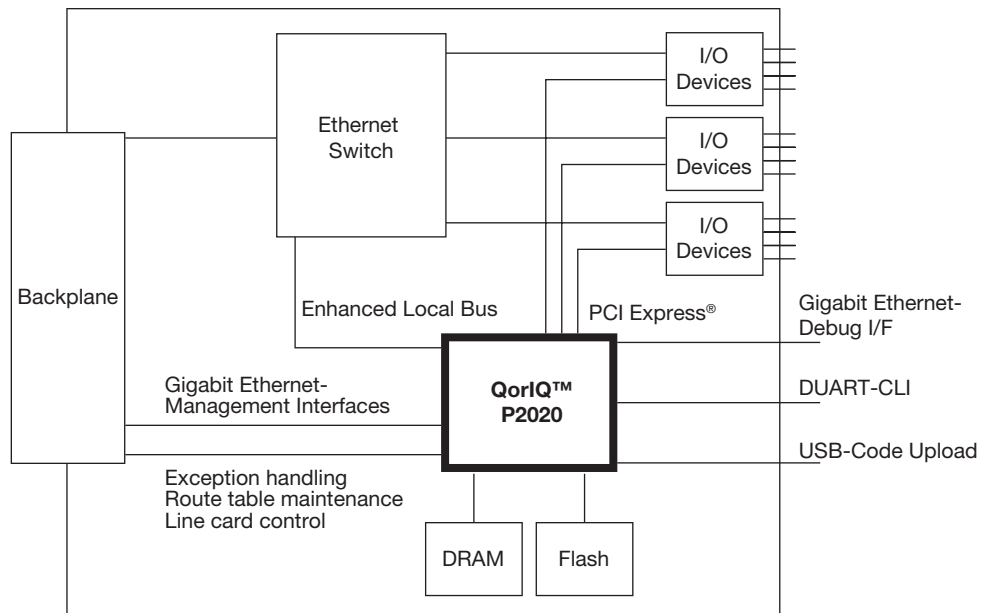 I/O
Devices
Ethernet
Switch
I/O
Devices
I/O
Devices
Backplane
Enhanced Local Bus
PCI Express®
Gigabit Ethernet-
Debug I/F
Gigabit Ethernet-
Management Interfaces
QorIQ™
P2020
DUART-CLI
USB-Code Upload
Exception handling
Route table maintenance
Line card control
DRAM
Flash